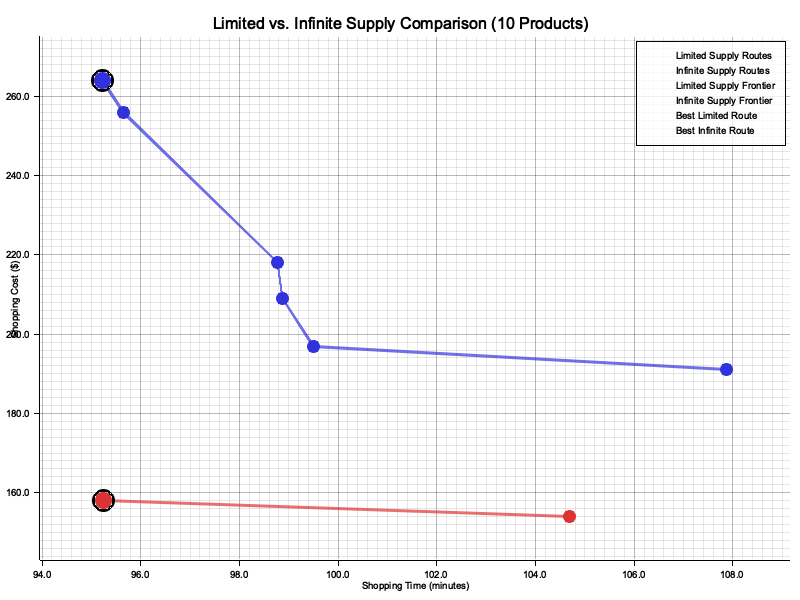 Limited vs. Infinite Supply Comparison (10 Products)
Limited Supply Routes
Infinite Supply Routes
Limited Supply Frontier
Infinite Supply Frontier
Best Limited Route
Best Infinite Route
260.0
240.0
220.0
200.0
180.0
160.0
Shopping Cost ($)
94.0 96.0 98.0 100.0 102.0 104.0 106.0 108.0
Shopping Time (minutes)